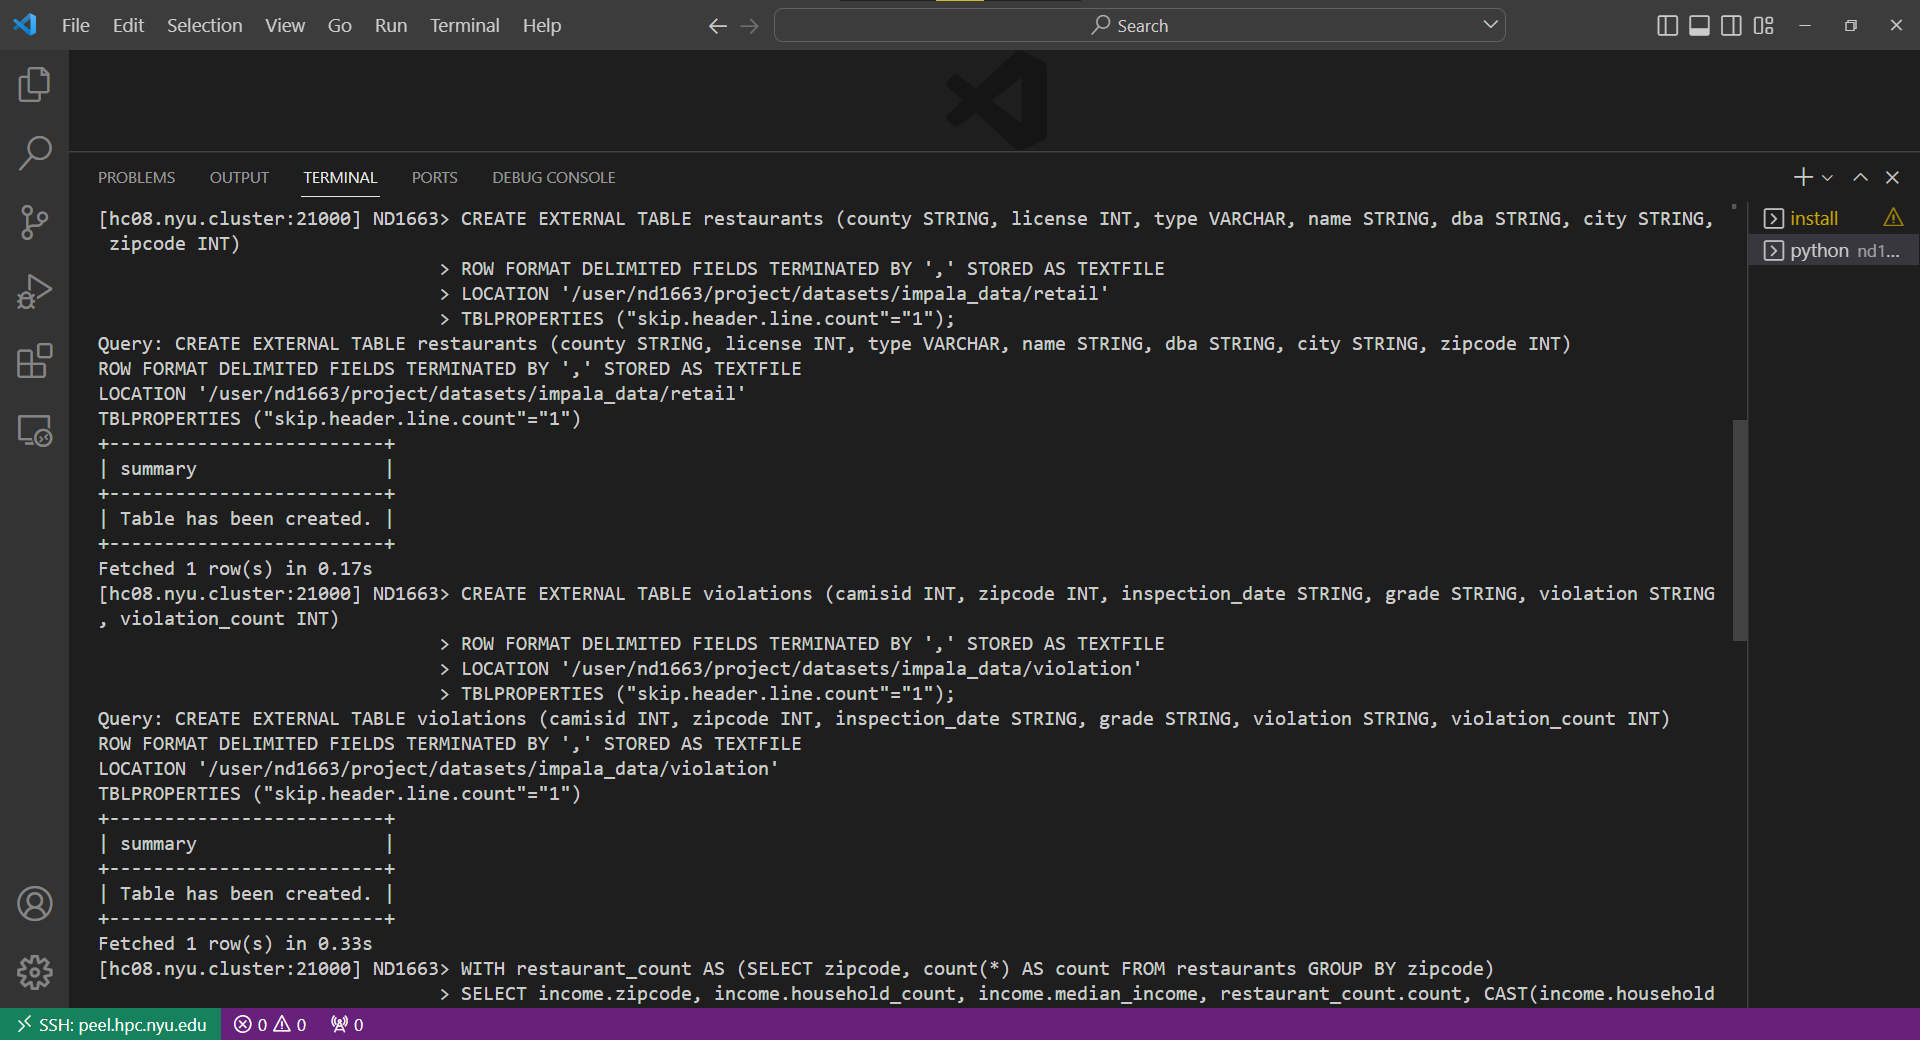 File Edit Selection View Go Run Terminal Help
Search
PROBLEMS OUTPUT TERMINAL PORTS DEBUG CONSOLE
install
python nd1...
[hc08.nyu.cluster:21000] ND1663> CREATE EXTERNAL TABLE restaurants (county STRING, license INT, type VARCHAR, name STRING, dba STRING, city STRING,
zipcode INT)
> ROW FORMAT DELIMITED FIELDS TERMINATED BY ',' STORED AS TEXTFILE
> LOCATION '/user/nd1663/project/datasets/impala_data/retail'
> TBLPROPERTIES ("skip.header.line.count"="1");
Query: CREATE EXTERNAL TABLE restaurants (county STRING, license INT, type VARCHAR, name STRING, dba STRING, city STRING, zipcode INT)
ROW FORMAT DELIMITED FIELDS TERMINATED BY ',' STORED AS TEXTFILE
LOCATION '/user/nd1663/project/datasets/impala_data/retail'
TBLPROPERTIES ("skip.header.line.count"="1")
+-------------------------+
| summary                 |
+-------------------------+
| Table has been created. |
+-------------------------+
Fetched 1 row(s) in 0.17s
[hc08.nyu.cluster:21000] ND1663> CREATE EXTERNAL TABLE violations (camisid INT, zipcode INT, inspection_date STRING, grade STRING, violation STRING
, violation_count INT)
> ROW FORMAT DELIMITED FIELDS TERMINATED BY ',' STORED AS TEXTFILE
> LOCATION '/user/nd1663/project/datasets/impala_data/violation'
> TBLPROPERTIES ("skip.header.line.count"="1");
Query: CREATE EXTERNAL TABLE violations (camisid INT, zipcode INT, inspection_date STRING, grade STRING, violation STRING, violation_count INT)
ROW FORMAT DELIMITED FIELDS TERMINATED BY ',' STORED AS TEXTFILE
LOCATION '/user/nd1663/project/datasets/impala_data/violation'
TBLPROPERTIES ("skip.header.line.count"="1")
+-------------------------+
| summary                 |
+-------------------------+
| Table has been created. |
+-------------------------+
Fetched 1 row(s) in 0.33s
[hc08.nyu.cluster:21000] ND1663> WITH restaurant_count AS (SELECT zipcode, count(*) AS count FROM restaurants GROUP BY zipcode)
> SELECT income.zipcode, income.household_count, income.median_income, restaurant_count.count, CAST(income.household
SSH: peel.hpc.nyu.edu 0 0 0